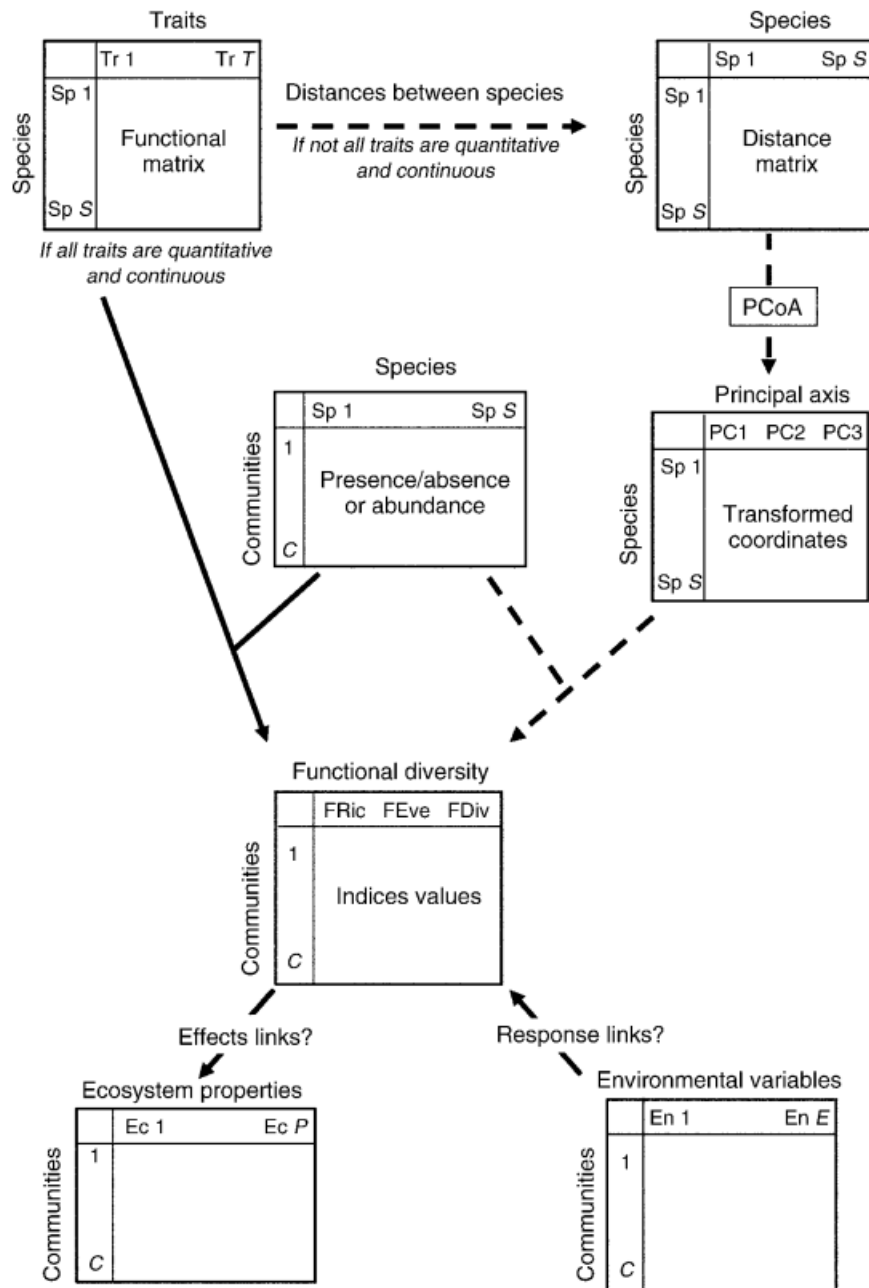 Traits
Tr 1 Tr T
Species
Sp 1
Functional
matrix
Sp S
If all traits are quantitative
and continuous
Distances between species
If not all traits are quantitative
and continuous
Species
Sp 1 Sp S
Species
Sp 1
Distance
matrix
Sp S
PCoA
Principal axis
PC1 PC2 PC3
Species
Sp 1
Transformed
coordinates
Sp S
Species
Sp 1 Sp S
Communities
1
Presence/absence
or abundance
C
Functional diversity
FRic FEve FDiv
Communities
1
Indices values
C
Effects links?
Response links?
Ecosystem properties
Ec 1 Ec P
Communities
1
C
Environmental variables
En 1 En E
Communities
1
C